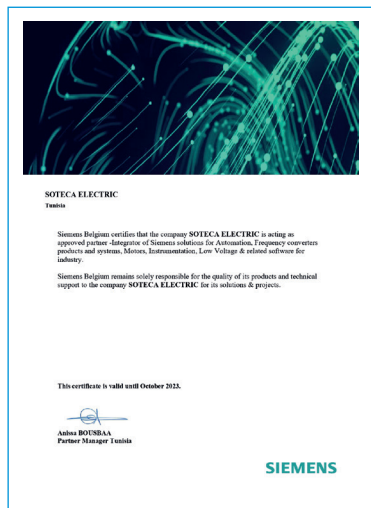 SOTECA ELECTRIC
Tunisia
Siemens Belgium certifies that the company SOTECA ELECTRIC is acting as
approved partner -Integrator of Siemens solutions for Automation, Frequency converters
products and systems, Motors, Instrumentation, Low Voltage & related software for
industry.
Siemens Belgium remains solely responsible for the quality of its products and technical
support to the company SOTECA ELECTRIC for its solutions & projects.
This certificate is valid until October 2023.
Anissa BOUSBAA
Partner Manager Tunisia
SIEMENS